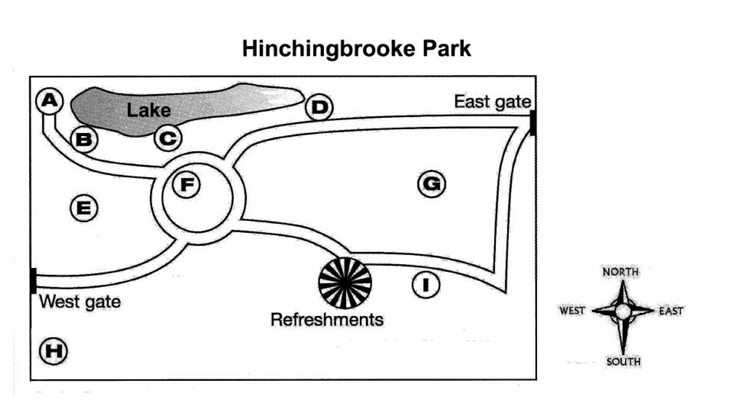 Hinchingbrooke Park
A
Lake
D
East gate
B
C
F
G
E
West gate
I
Refreshments
H
NORTH
WEST
EAST
SOUTH